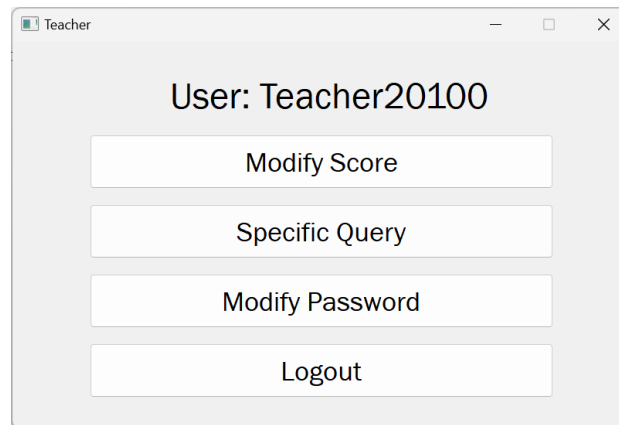 Teacher
User: Teacher20100
Modify Score
Specific Query
Modify Password
Logout